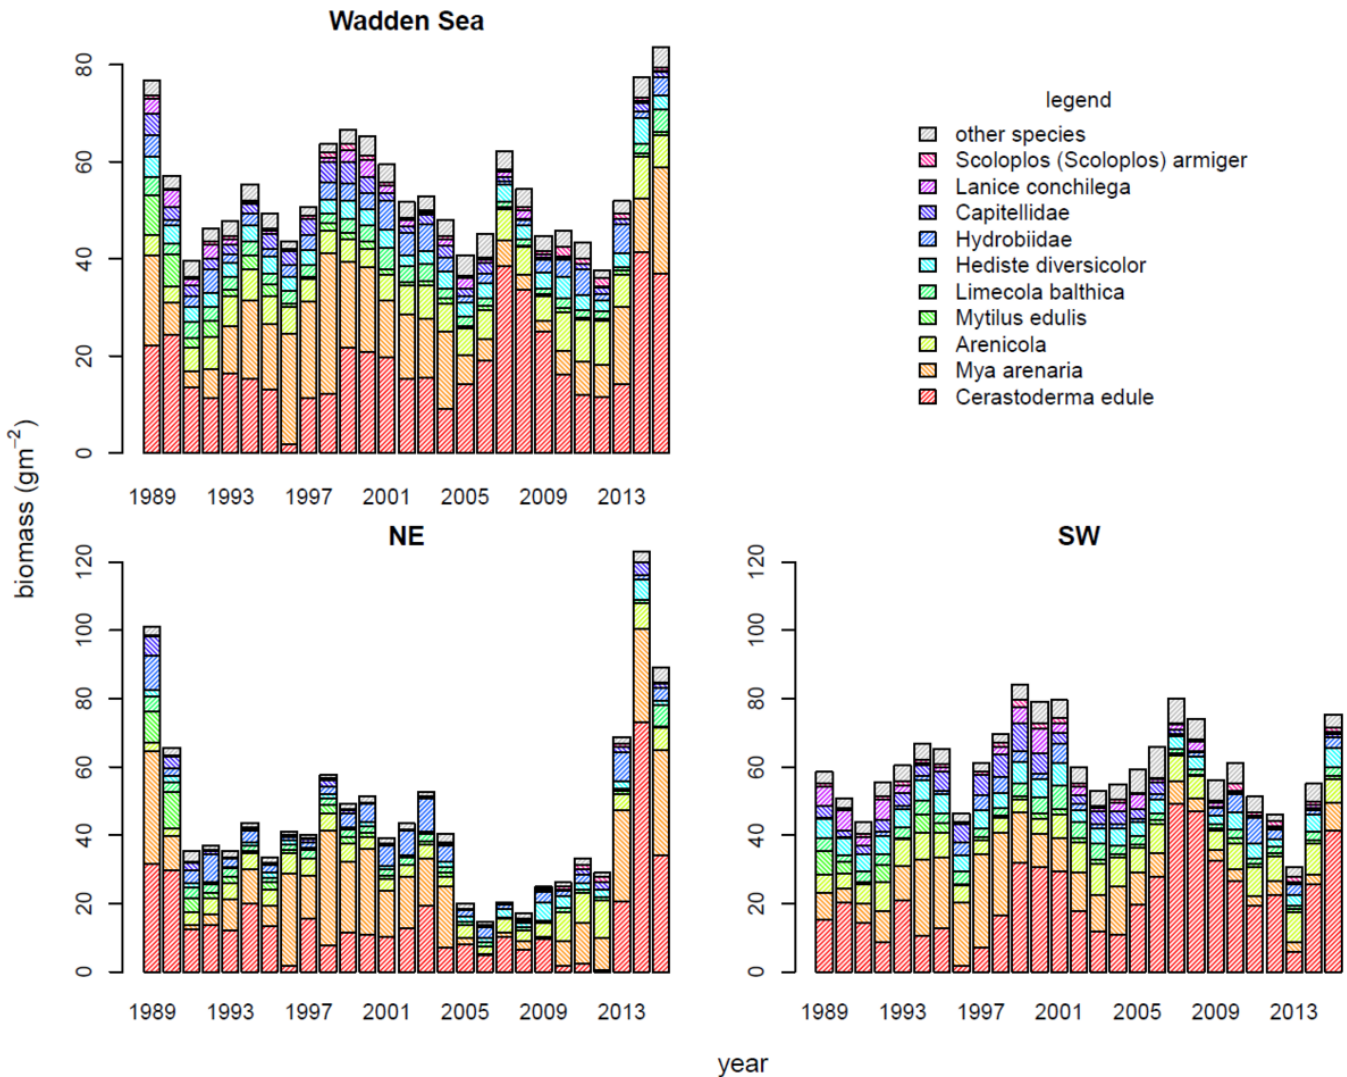 Wadden Sea
80
60
40
20
0
1989 1993 1997 2001 2005 2009 2013
legend
other species
Scoloplos (Scoloplos) armiger
Lanice conchilega
Capitellidae
Hydrobiidae
Hediste diversicolor
Limecola balthica
Mytilus edulis
Arenicola
Mya arenaria
Cerastoderma edule
biomass (gm⁻²)
NE
120
100
80
60
40
20
0
1989 1993 1997 2001 2005 2009 2013
SW
120
100
80
60
40
20
0
1989 1993 1997 2001 2005 2009 2013
year